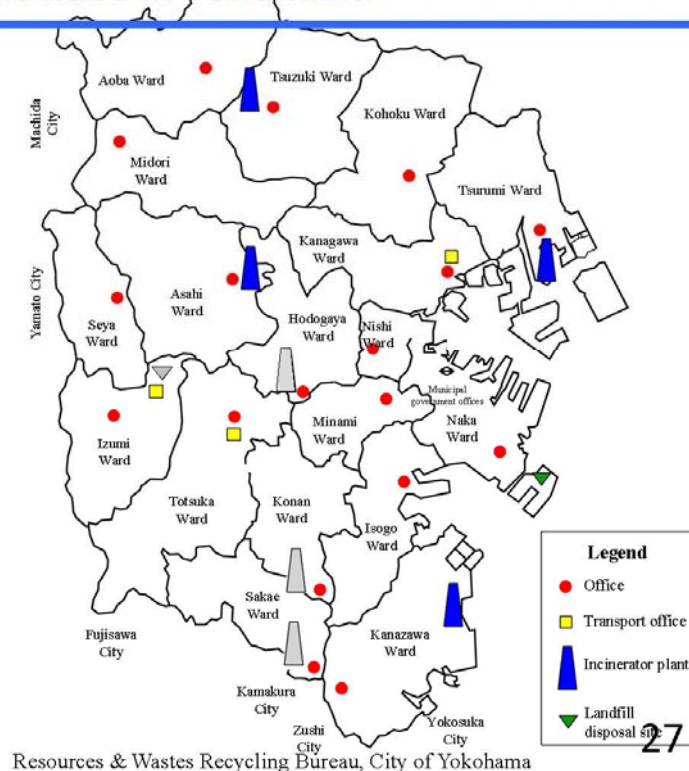 Machida
City
Aoba Ward
Tsuzuki Ward
Kohoku Ward
Midori
Ward
Tsurumi Ward
Yamato City
Kanagawa
Ward
Asahi
Ward
Seya
Ward
Hodogaya
Ward
Nishi
Ward
Municipal
government offices
Minami
Ward
Naka
Ward
Izumi
Ward
Totsuka
Ward
Konan
Ward
Isogo
Ward
Sakae
Ward
Kanazawa
Ward
Fujisawa
City
Kamakura
City
Zushi
City
Yokosuka
City
Legend
Office
Transport office
Incinerator plant
Landfill
disposal site
27
Resources & Wastes Recycling Bureau, City of Yokohama